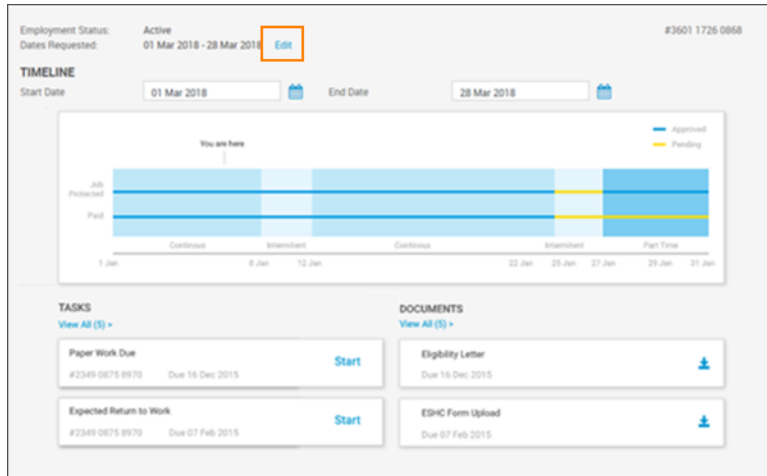 Employment Status: Active #3601 1726 0868
Dates Requested: 01 Mar 2018 - 28 Mar 2018 Edit
TIMELINE
Start Date 01 Mar 2018 End Date 28 Mar 2018
Approved
You are here Pending
Job
Protected
Paid
Continous Intermitent Continous Intermitent Part Time
1 Jan 8 Jan 12 Jan 22 Jan 25 Jan 27 Jan 29 Jan 31 Jan
TASKS DOCUMENTS
View All (5) > View All (5) >
Paper Work Due Start Eligibility Letter
#2349 0875 8970 Due 16 Dec 2015 Due 16 Dec 2015
Expected Return to Work Start ESHC Form Upload
#2349 0875 8970 Due 07 Feb 2015 Due 07 Feb 2015